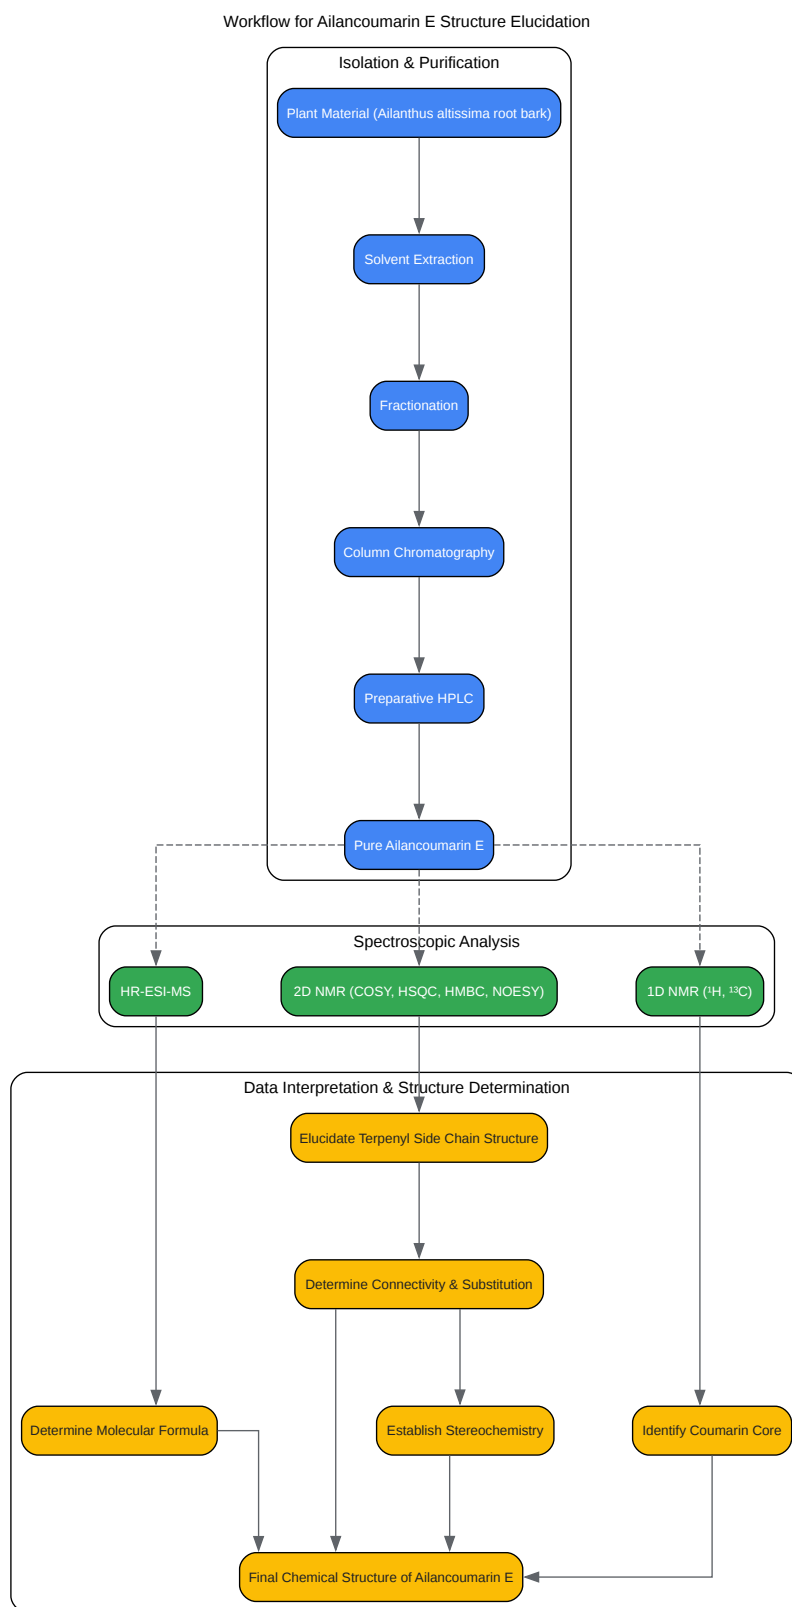 Workflow for Ailancoumarin E Structure Elucidation
Isolation & Purification
Plant Material (Ailanthus altissima root bark)
Solvent Extraction
Fractionation
Column Chromatography
Preparative HPLC
Pure Ailancoumarin E
Spectroscopic Analysis
HR-ESI-MS
2D NMR (COSY, HSQC, HMBC, NOESY)
1D NMR (¹H, ¹³C)
Data Interpretation & Structure Determination
Elucidate Terpenyl Side Chain Structure
Determine Connectivity & Substitution
Determine Molecular Formula
Establish Stereochemistry
Identify Coumarin Core
Final Chemical Structure of Ailancoumarin E